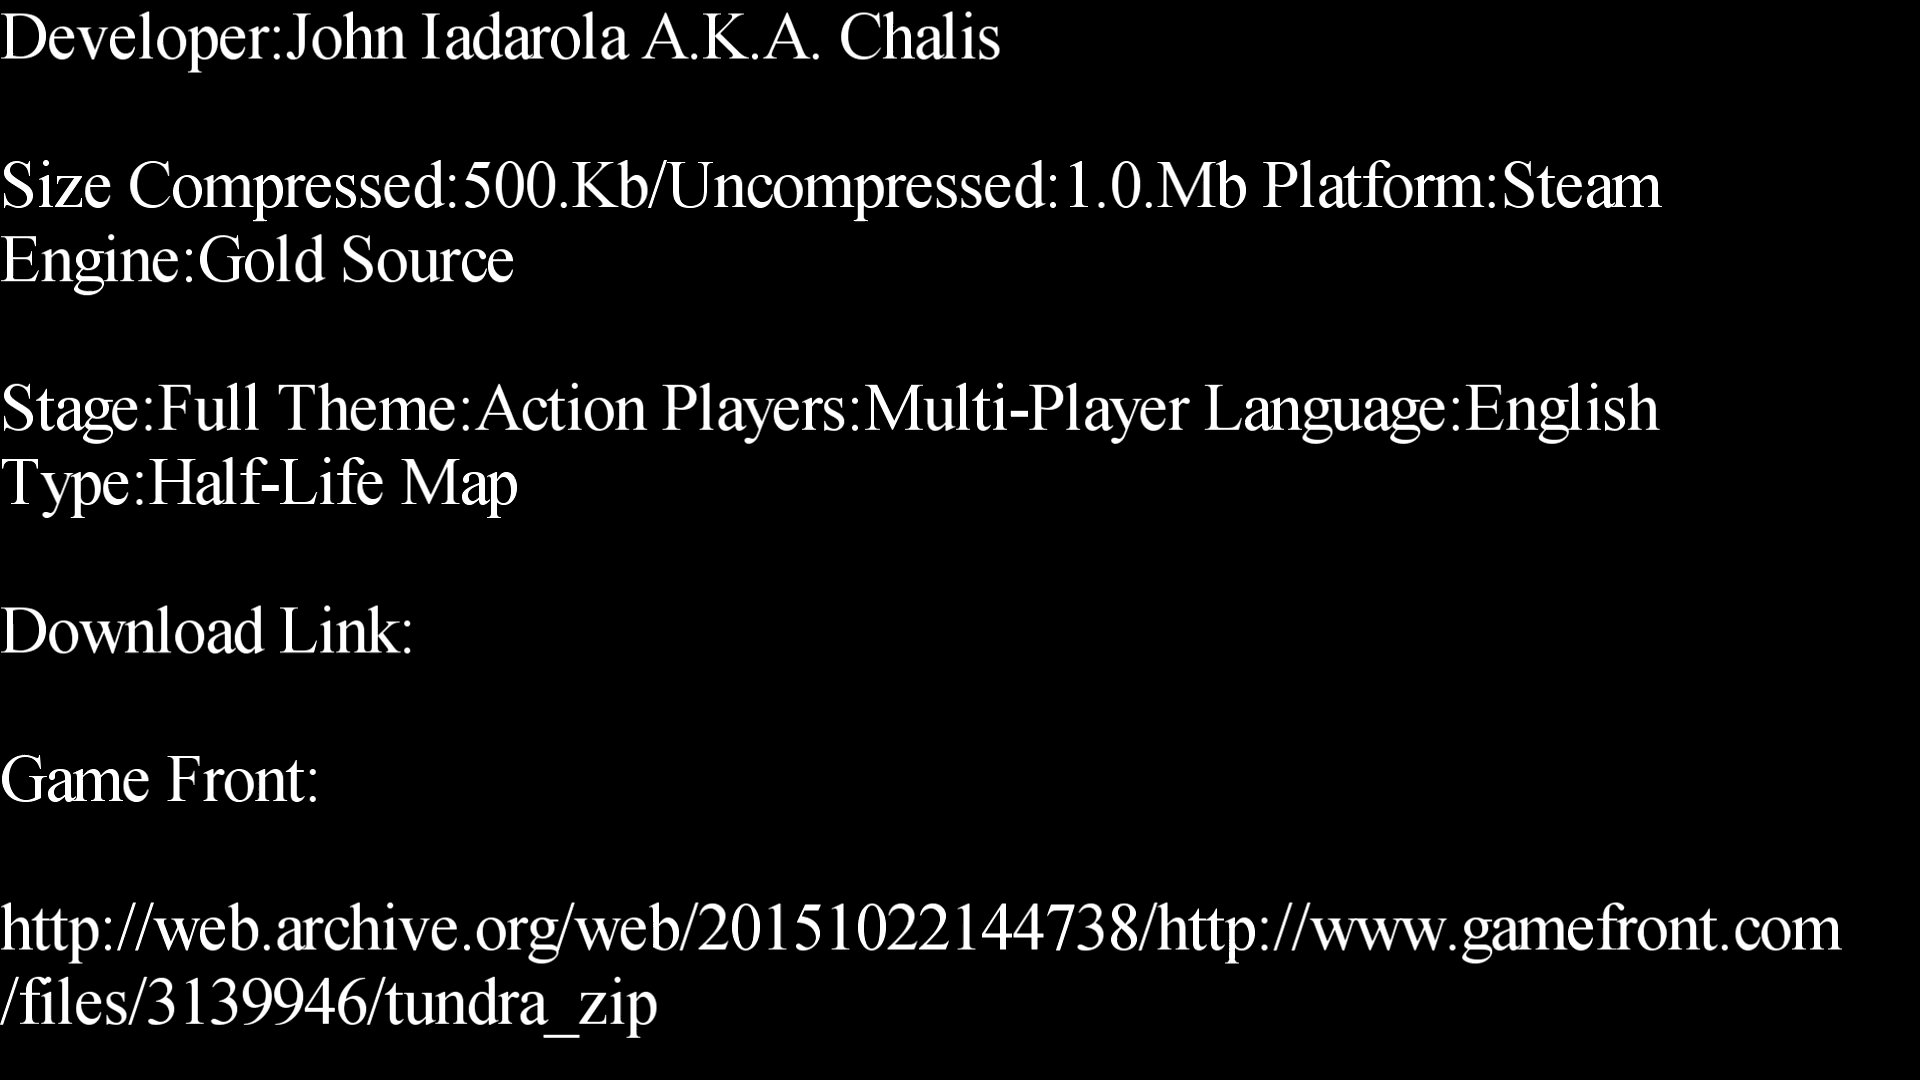 Developer:John Iadarola A.K.A. Chalis
Size Compressed:500.Kb/Uncompressed:1.0.Mb Platform:Steam
Engine:Gold Source
Stage:Full Theme:Action Players:Multi-Player Language:English
Type:Half-Life Map
Download Link:
Game Front:
http://web.archive.org/web/20151022144738/http://www.gamefront.com
/files/3139946/tundra_zip